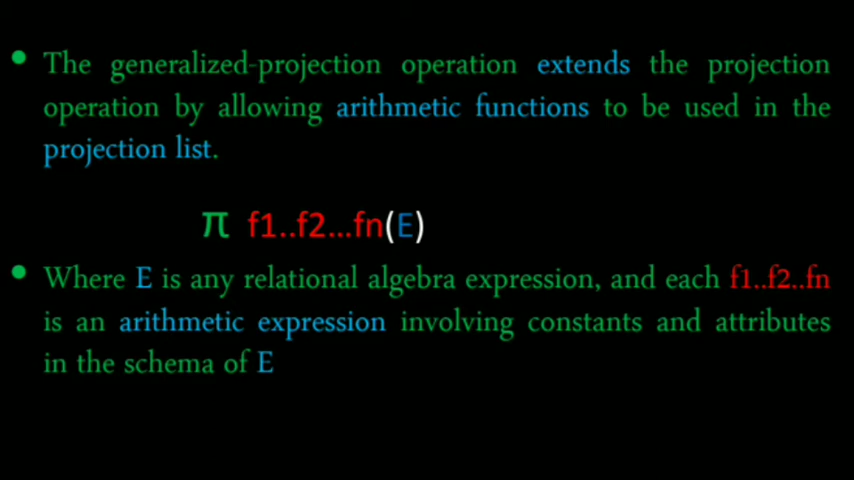 • The generalized-projection operation extends the projection
operation by allowing arithmetic functions to be used in the
projection list.
π f1..f2...fn(E)
• Where E is any relational algebra expression, and each f1..f2..fn
is an arithmetic expression involving constants and attributes
in the schema of E